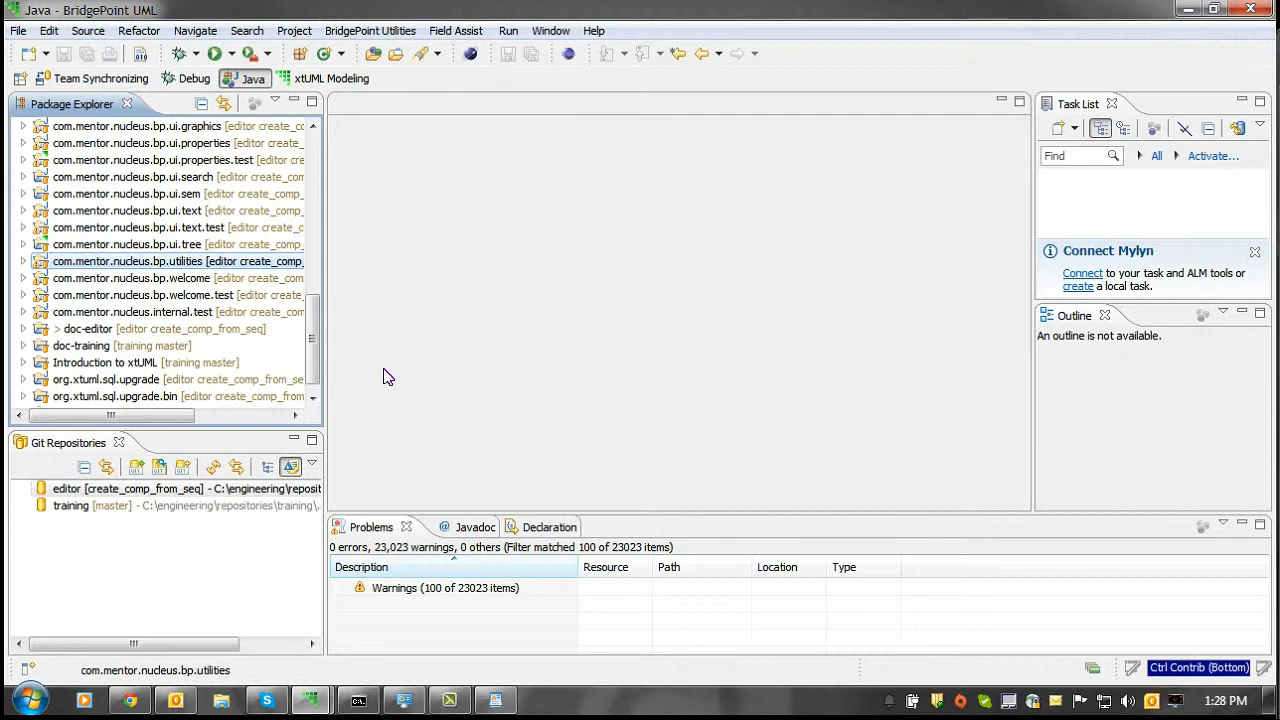 Java - BridgePoint UML
File Edit Source Refactor Navigate Search Project BridgePoint Utilities Field Assist Run Window Help
Team Synchronizing Debug Java xtUML Modeling
Package Explorer
com.mentor.nucleus.bp.ui.graphics [editor create_cc
com.mentor.nucleus.bp.ui.properties [editor create_
com.mentor.nucleus.bp.ui.properties.test [editor cre
com.mentor.nucleus.bp.ui.search [editor create_com
com.mentor.nucleus.bp.ui.sem [editor create_comp_
com.mentor.nucleus.bp.ui.text [editor create_comp_
com.mentor.nucleus.bp.ui.text.test [editor create_co
com.mentor.nucleus.bp.ui.tree [editor create_comp_
com.mentor.nucleus.bp.utilities [editor create_comp_
com.mentor.nucleus.bp.welcome [editor create_comp
com.mentor.nucleus.bp.welcome.test [editor create_
com.mentor.nucleus.internal.test [editor create_com
> doc-editor [editor create_comp_from_seq]
doc-training [training master]
Introduction to xtUML [training master]
org.xtuml.sql.upgrade [editor create_comp_from_se
org.xtuml.sql.upgrade.bin [editor create_comp_from
Git Repositories
editor [create_comp_from_seq] - C:\engineering\reposit
training [master] - C:\engineering\repositories\training\.
Problems Javadoc Declaration
0 errors, 23,023 warnings, 0 others (Filter matched 100 of 23023 items)
Description Resource Path Location Type
Warnings (100 of 23023 items)
Task List
Find All Activate...
Connect Mylyn
Connect to your task and ALM tools or
create a local task.
Outline
An outline is not available.
com.mentor.nucleus.bp.utilities
Ctrl Contrib (Bottom)
1:28 PM